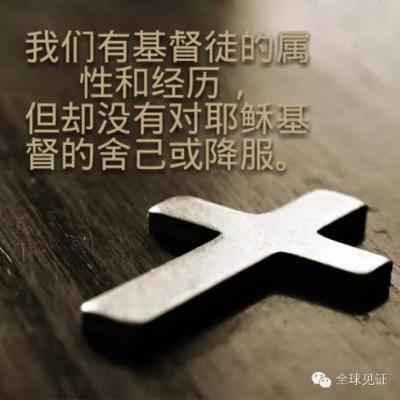 我们有基督徒的属
性和经历，
但却没有对耶稣基
督的舍己或降服。
全球见证